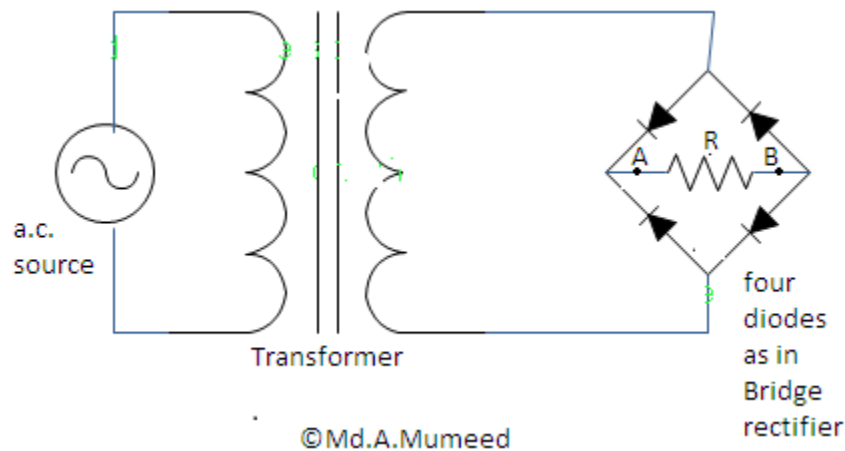 R
A
B
a.c.
source
four
diodes
as in
Bridge
rectifier
Transformer
©Md.A.Mumeed